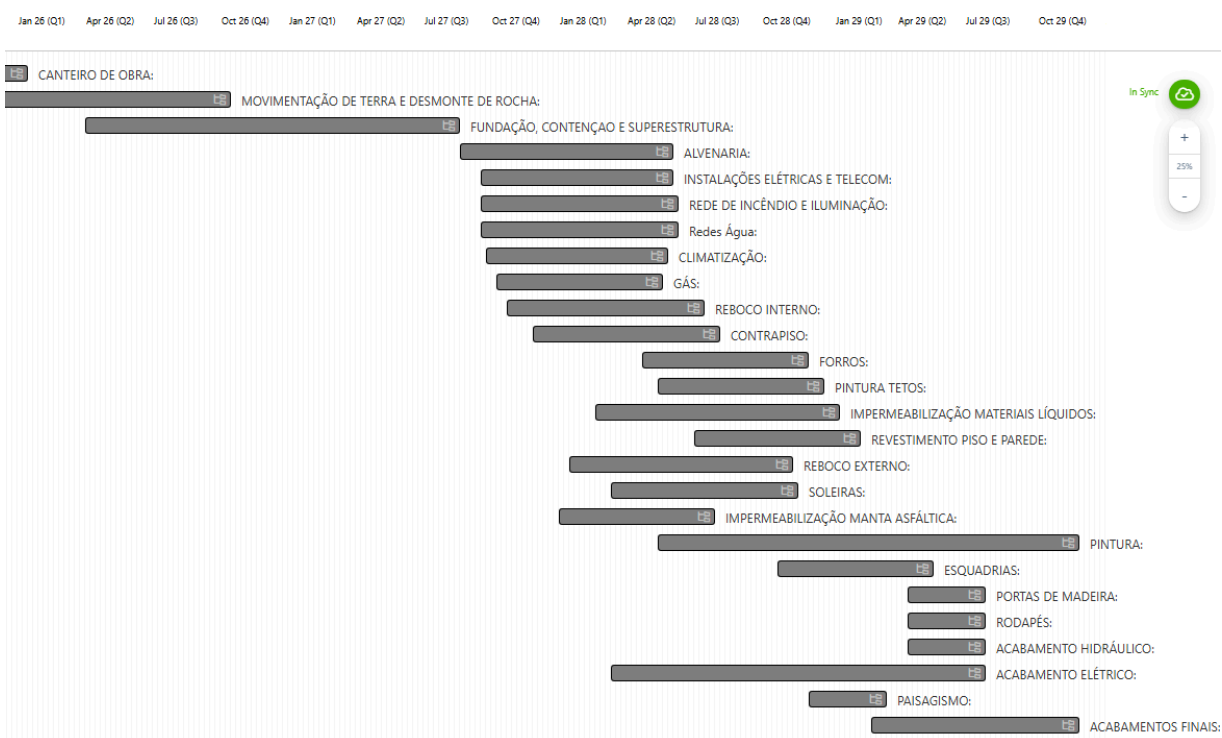 Jan 26 (Q1) Apr 26 (Q2) Jul 26 (Q3) Oct 26 (Q4) Jan 27 (Q1) Apr 27 (Q2) Jul 27 (Q3) Oct 27 (Q4) Jan 28 (Q1) Apr 28 (Q2) Jul 28 (Q3) Oct 28 (Q4) Jan 29 (Q1) Apr 29 (Q2) Jul 29 (Q3) Oct 29 (Q4)
CANTEIRO DE OBRA:
In Sync
MOVIMENTAÇÃO DE TERRA E DESMONTE DE ROCHA:
FUNDAÇÃO, CONTENÇAO E SUPERESTRUTURA:
+
ALVENARIA:
25%
INSTALAÇÕES ELÉTRICAS E TELECOM:
-
REDE DE INCÊNDIO E ILUMINAÇÃO:
Redes Água:
CLIMATIZAÇÃO:
GÁS:
REBOCO INTERNO:
CONTRAPISO:
FORROS:
PINTURA TETOS:
IMPERMEABILIZAÇÃO MATERIAIS LÍQUIDOS:
REVESTIMENTO PISO E PAREDE:
REBOCO EXTERNO:
SOLEIRAS:
IMPERMEABILIZAÇÃO MANTA ASFÁLTICA:
PINTURA:
ESQUADRIAS:
PORTAS DE MADEIRA:
RODAPÉS:
ACABAMENTO HIDRÁULICO:
ACABAMENTO ELÉTRICO:
PAISAGISMO:
ACABAMENTOS FINAIS: